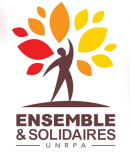 ENSEMBLE
& SOLIDAIRES
UNRPA